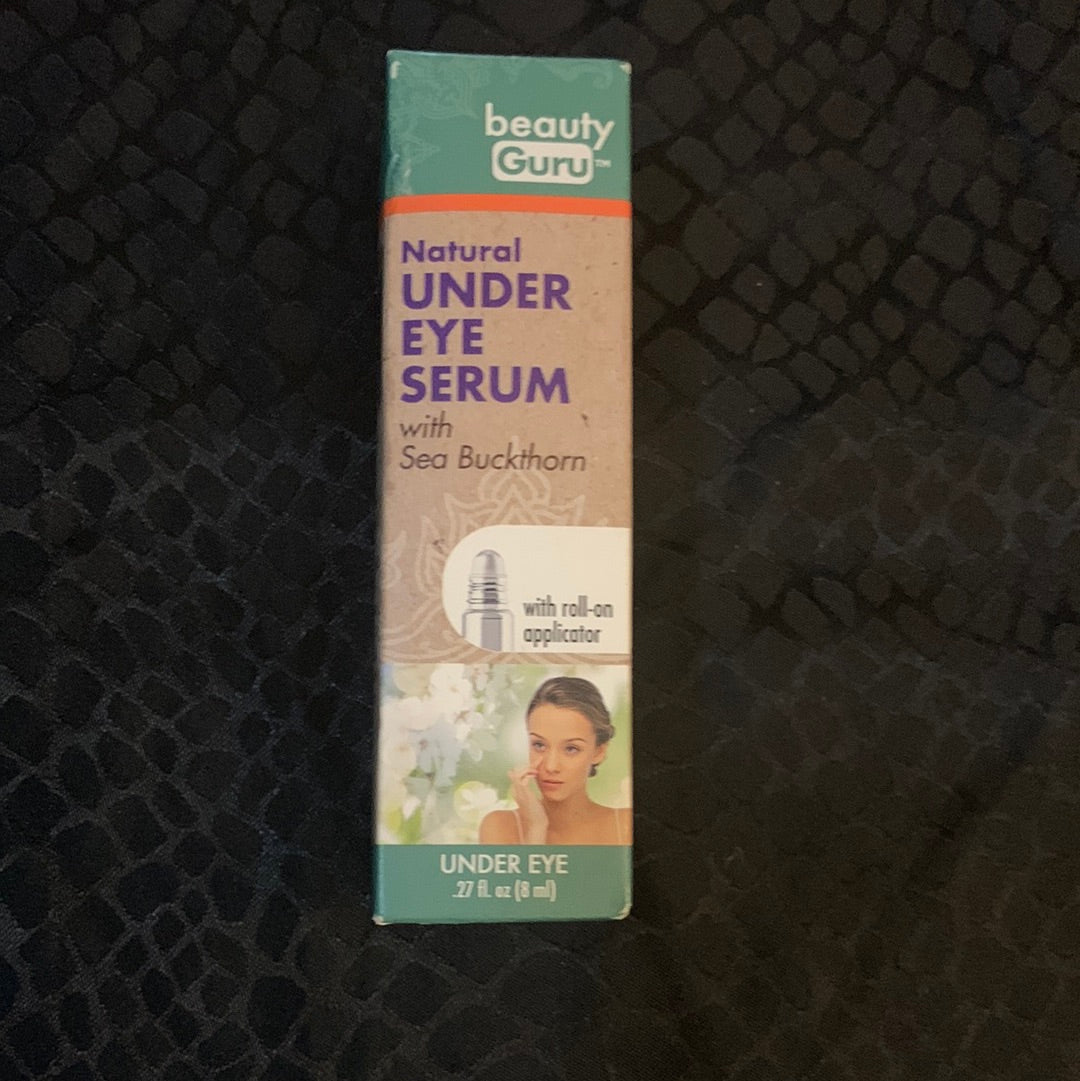 beauty
Guru™
Natural
UNDER
EYE
SERUM
with
Sea Buckthorn
with roll-on
applicator
UNDER EYE
.27 fl. oz (8 ml)